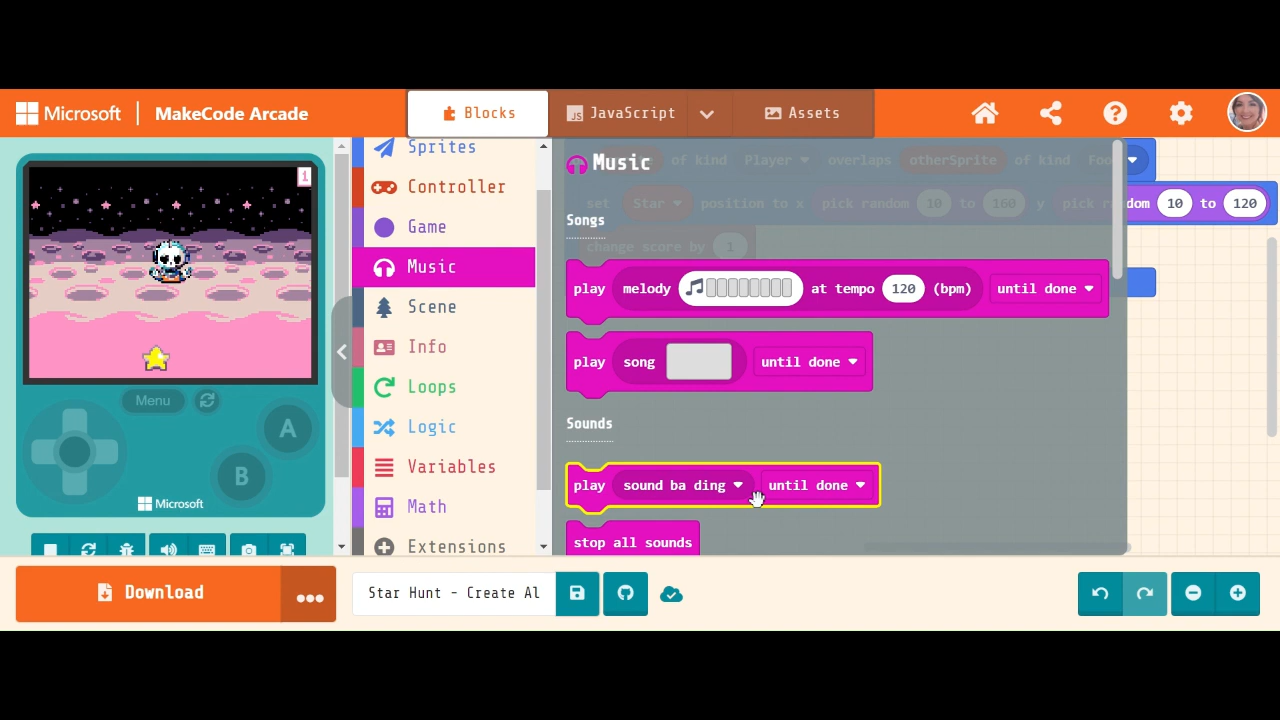 Microsoft | MakeCode Arcade
Blocks
JavaScript
Assets
1
Menu
A
B
Microsoft
Sprites
Controller
Game
Music
Scene
Info
Loops
Logic
Variables
Math
Extensions
Music
of kind Player overlaps otherSprite of kind
set Star position to x pick random 10 to 160 y pick random 10 to 120
change score by 1
Songs
play melody at tempo 120 (bpm) until done
play song until done
Sounds
play sound ba ding until done
stop all sounds
Download
Star Hunt - Create Al